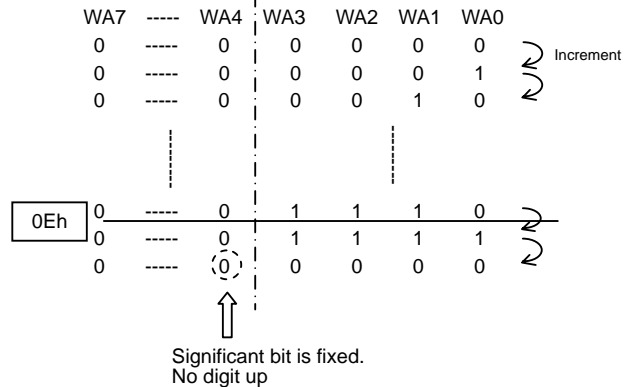 WA7 ----- WA4 WA3 WA2 WA1 WA0
0 ----- 0 0 0 0 0
Increment
0 ----- 0 0 0 0 1
0 ----- 0 0 0 1 0
0 ----- 0 1 1 1 0
0Eh
0 ----- 0 1 1 1 1
0 ----- 0 0 0 0 0
Significant bit is fixed.
No digit up